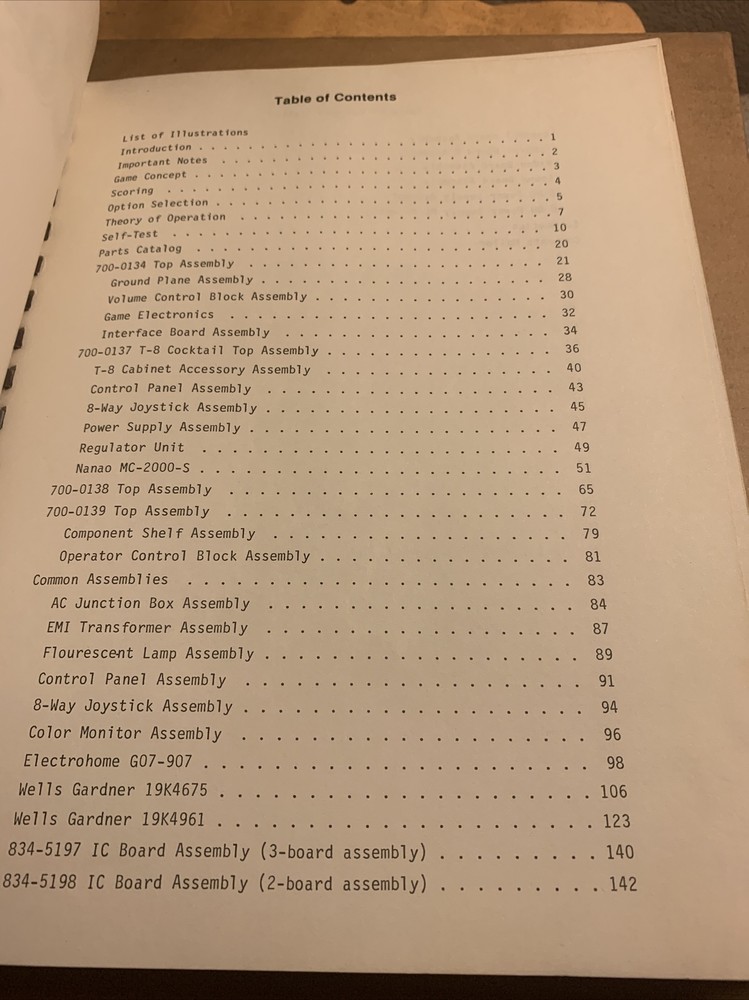 Table of Contents
List of Illustrations
Introduction . . . . . . . . . . . . . . . . . . . . . . . . 1
Important Notes . . . . . . . . . . . . . . . . . . . . . . 2
Game Concept . . . . . . . . . . . . . . . . . . . . . . . . 3
Scoring . . . . . . . . . . . . . . . . . . . . . . . . . . 4
Option Selection . . . . . . . . . . . . . . . . . . . . . . 5
Theory of Operation . . . . . . . . . . . . . . . . . . . . 7
Self-Test . . . . . . . . . . . . . . . . . . . . . . . . . 10
Parts Catalog . . . . . . . . . . . . . . . . . . . . . . . 20
700-0134 Top Assembly . . . . . . . . . . . . . . . . . . . 21
Ground Plane Assembly . . . . . . . . . . . . . . . . . . 28
Volume Control Block Assembly . . . . . . . . . . . . . . 30
Game Electronics . . . . . . . . . . . . . . . . . . . . 32
Interface Board Assembly . . . . . . . . . . . . . . . . 34
700-0137 T-8 Cocktail Top Assembly . . . . . . . . . . . . . 36
T-8 Cabinet Accessory Assembly . . . . . . . . . . . . . 40
Control Panel Assembly . . . . . . . . . . . . . . . . . 43
8-Way Joystick Assembly . . . . . . . . . . . . . . . . . 45
Power Supply Assembly . . . . . . . . . . . . . . . . . . 47
Regulator Unit . . . . . . . . . . . . . . . . . . . . . 49
Nanao MC-2000-S . . . . . . . . . . . . . . . . . . . . . 51
700-0138 Top Assembly . . . . . . . . . . . . . . . . . . . 65
700-0139 Top Assembly . . . . . . . . . . . . . . . . . . . 72
Component Shelf Assembly . . . . . . . . . . . . . . . . 79
Operator Control Block Assembly . . . . . . . . . . . . . 81
Common Assemblies . . . . . . . . . . . . . . . . . . . . . 83
AC Junction Box Assembly . . . . . . . . . . . . . . . . 84
EMI Transformer Assembly . . . . . . . . . . . . . . . . 87
Flourescent Lamp Assembly . . . . . . . . . . . . . . . . 89
Control Panel Assembly . . . . . . . . . . . . . . . . . 91
8-Way Joystick Assembly . . . . . . . . . . . . . . . . . 94
Color Monitor Assembly . . . . . . . . . . . . . . . . . 96
Electrohome G07-907 . . . . . . . . . . . . . . . . . . . 98
Wells Gardner 19K4675 . . . . . . . . . . . . . . . . . . 106
Wells Gardner 19K4961 . . . . . . . . . . . . . . . . . . 123
834-5197 IC Board Assembly (3-board assembly) . . . . . . . . 140
834-5198 IC Board Assembly (2-board assembly) . . . . . . . . 142